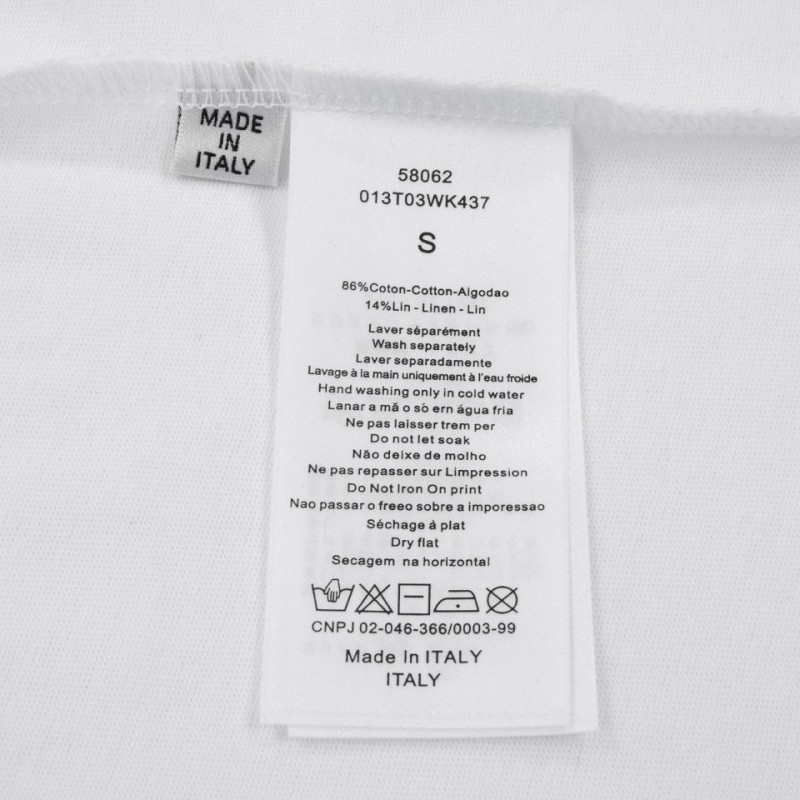 MADE
IN
ITALY
58062
013T03WK437
S
86%Coton-Cotton-Algodao
14%Lin - Linen - Lin
Laver séparément
Wash separately
Laver separadamente
Lavage à la main uniquement à l'eau froide
Hand washing only in cold water
Lanar a mă o só ern água fria
Ne pas laisser trem per
Do not let soak
Não deixe de molho
Ne pas repasser sur Limpression
Do Not Iron On print
Nao passar o freeo sobre a imporessao
Séchage á plat
Dry flat
Secagem na horizontal
CNPJ 02-046-366/0003-99
Made In ITALY
ITALY